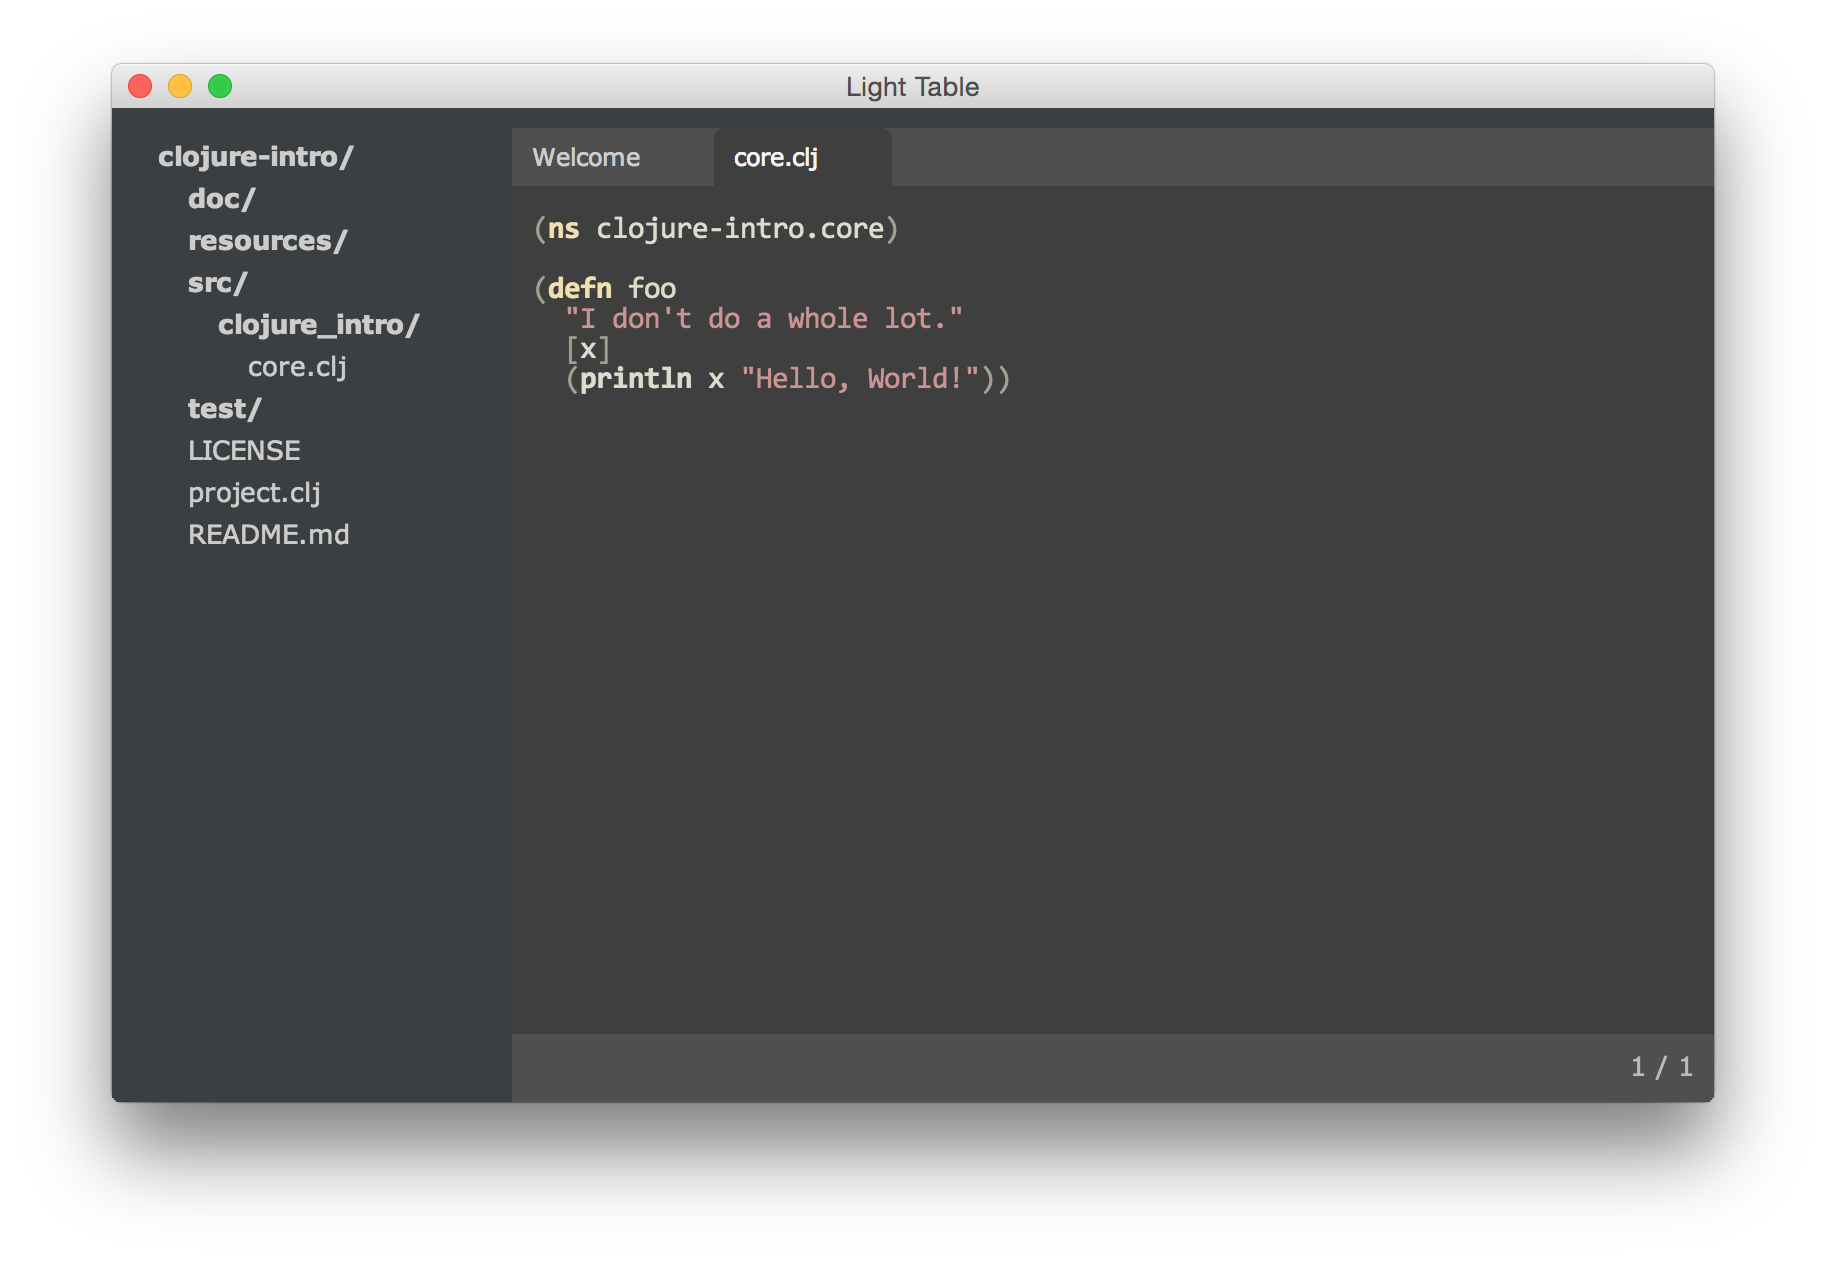 Light Table
clojure-intro/
doc/
resources/
src/
clojure_intro/
core.clj
test/
LICENSE
project.clj
README.md
Welcome
core.clj
(ns clojure-intro.core)
(defn foo
"I don't do a whole lot."
[x]
(println x "Hello, World!"))
1 / 1